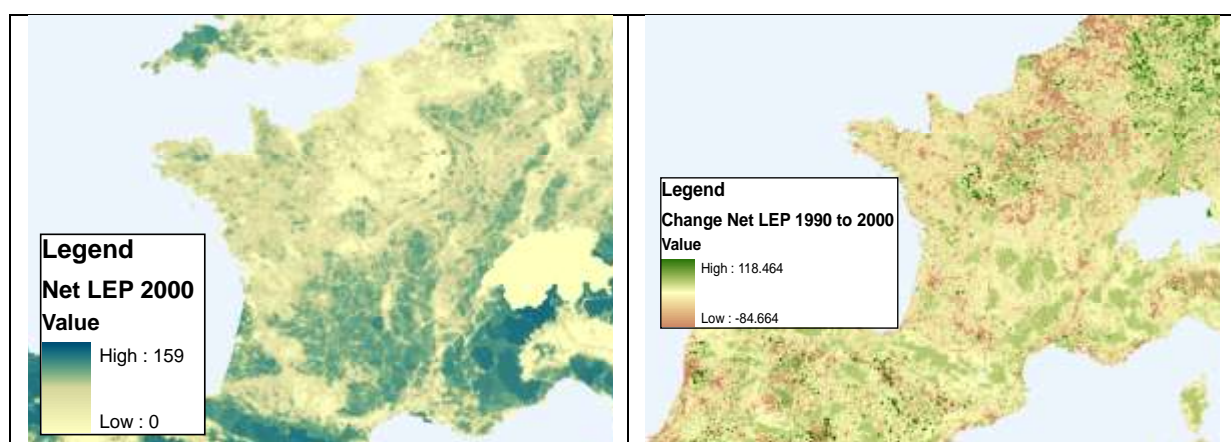 Legend
Net LEP 2000
Value
High : 159
Low : 0
Legend
Change Net LEP 1990 to 2000
Value
High : 118.464
Low : -84.664